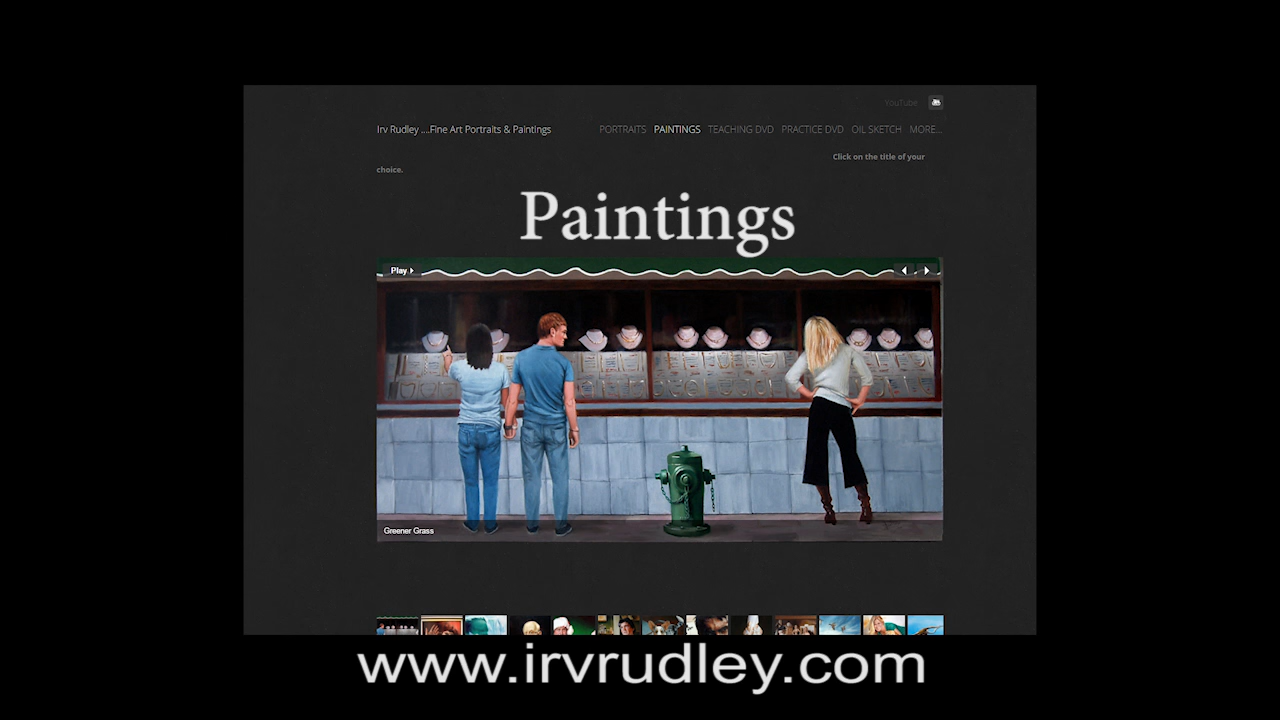 YouTube
Irv Rudley ....Fine Art Portraits & Paintings
PORTRAITS PAINTINGS TEACHING DVD PRACTICE DVD OIL SKETCH MORE...
Click on the title of your
choice.
Paintings
Play
Greener Grass
www.irvrudley.com